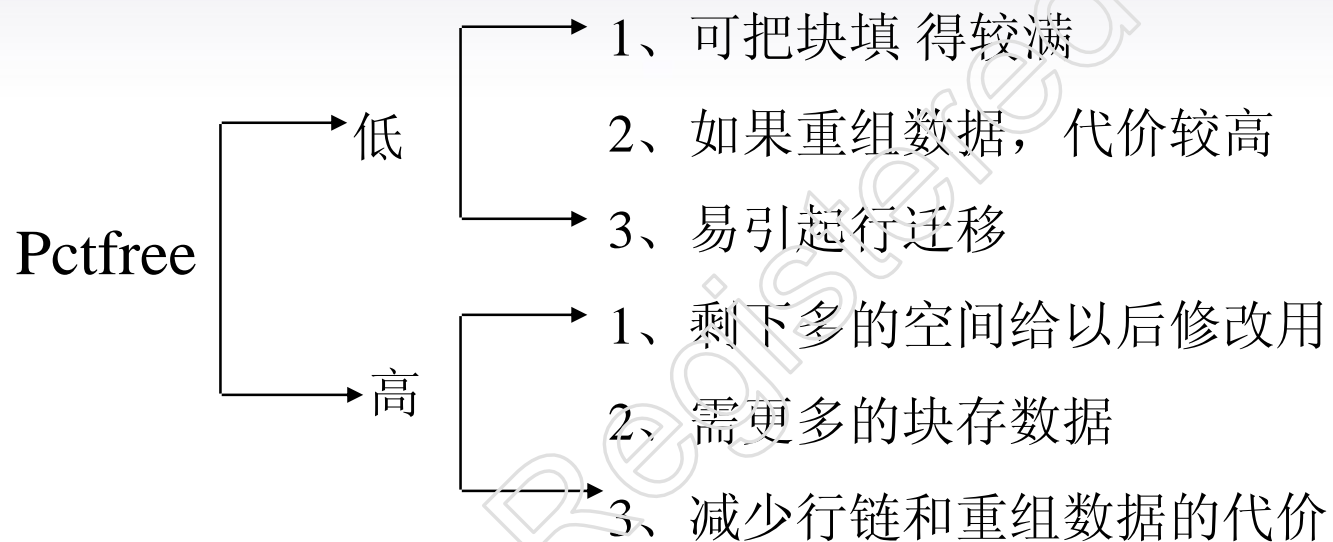 1、可把块填 得较满
低
2、如果重组数据，代价较高
3、易引起行迁移
Pctfree
1、剩下多的空间给以后修改用
高
2、需更多的块存数据
3、减少行链和重组数据的代价
Registered